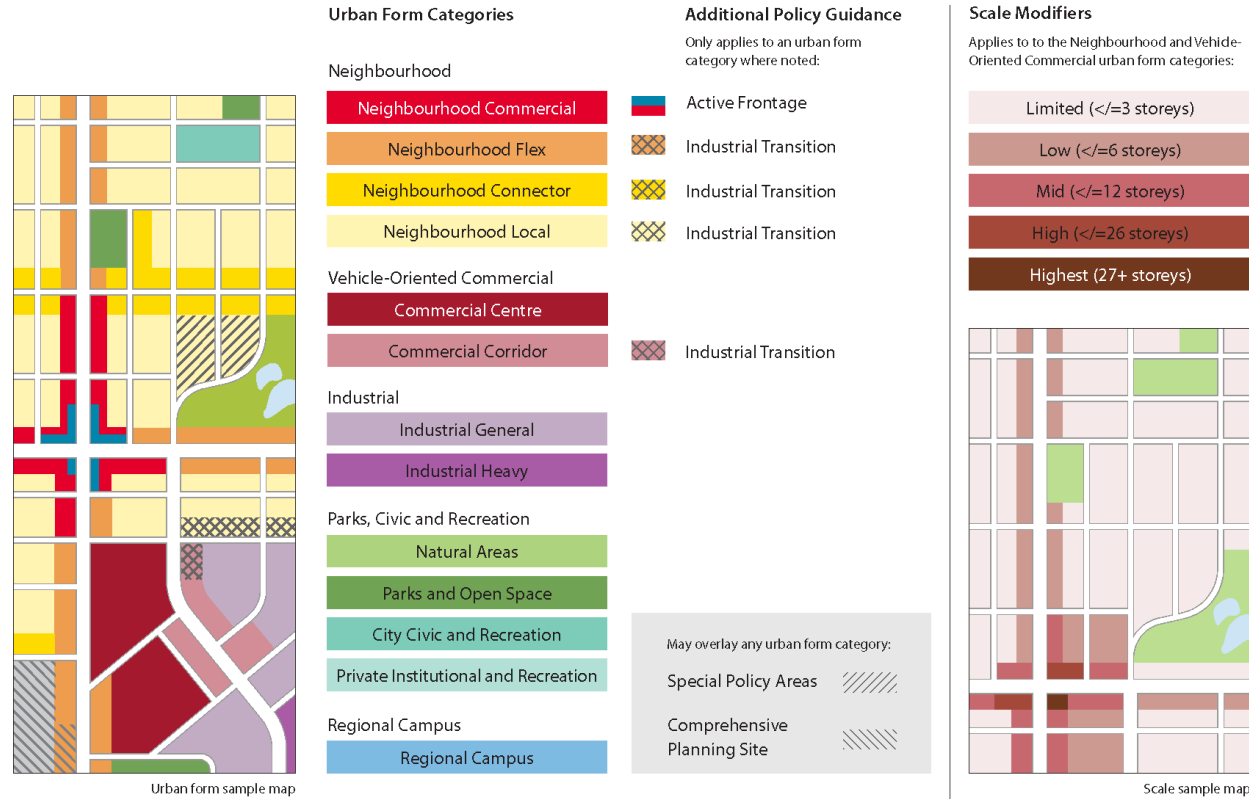 Urban Form Categories
Neighbourhood
Neighbourhood Commercial
Neighbourhood Flex
Neighbourhood Connector
Neighbourhood Local
Vehicle-Oriented Commercial
Commercial Centre
Commercial Corridor
Industrial
Industrial General
Industrial Heavy
Parks, Civic and Recreation
Natural Areas
Parks and Open Space
City Civic and Recreation
Private Institutional and Recreation
Regional Campus
Regional Campus
Urban form sample map
Additional Policy Guidance
Only applies to an urban form
category where noted:
Active Frontage
Industrial Transition
Industrial Transition
Industrial Transition
Industrial Transition
May overlay any urban form category:
Special Policy Areas
Comprehensive
Planning Site
Scale Modifiers
Applies to to the Neighbourhood and Vehicle-
Oriented Commercial urban form categories:
Limited (</=3 storeys)
Low (</=6 storeys)
Mid (</=12 storeys)
High (</=26 storeys)
Highest (27+ storeys)
Scale sample map